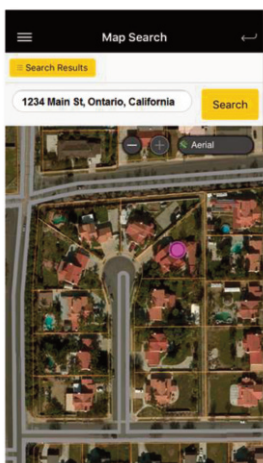 Map Search
Search Results
1234 Main St, Ontario, California
Search
Aerial